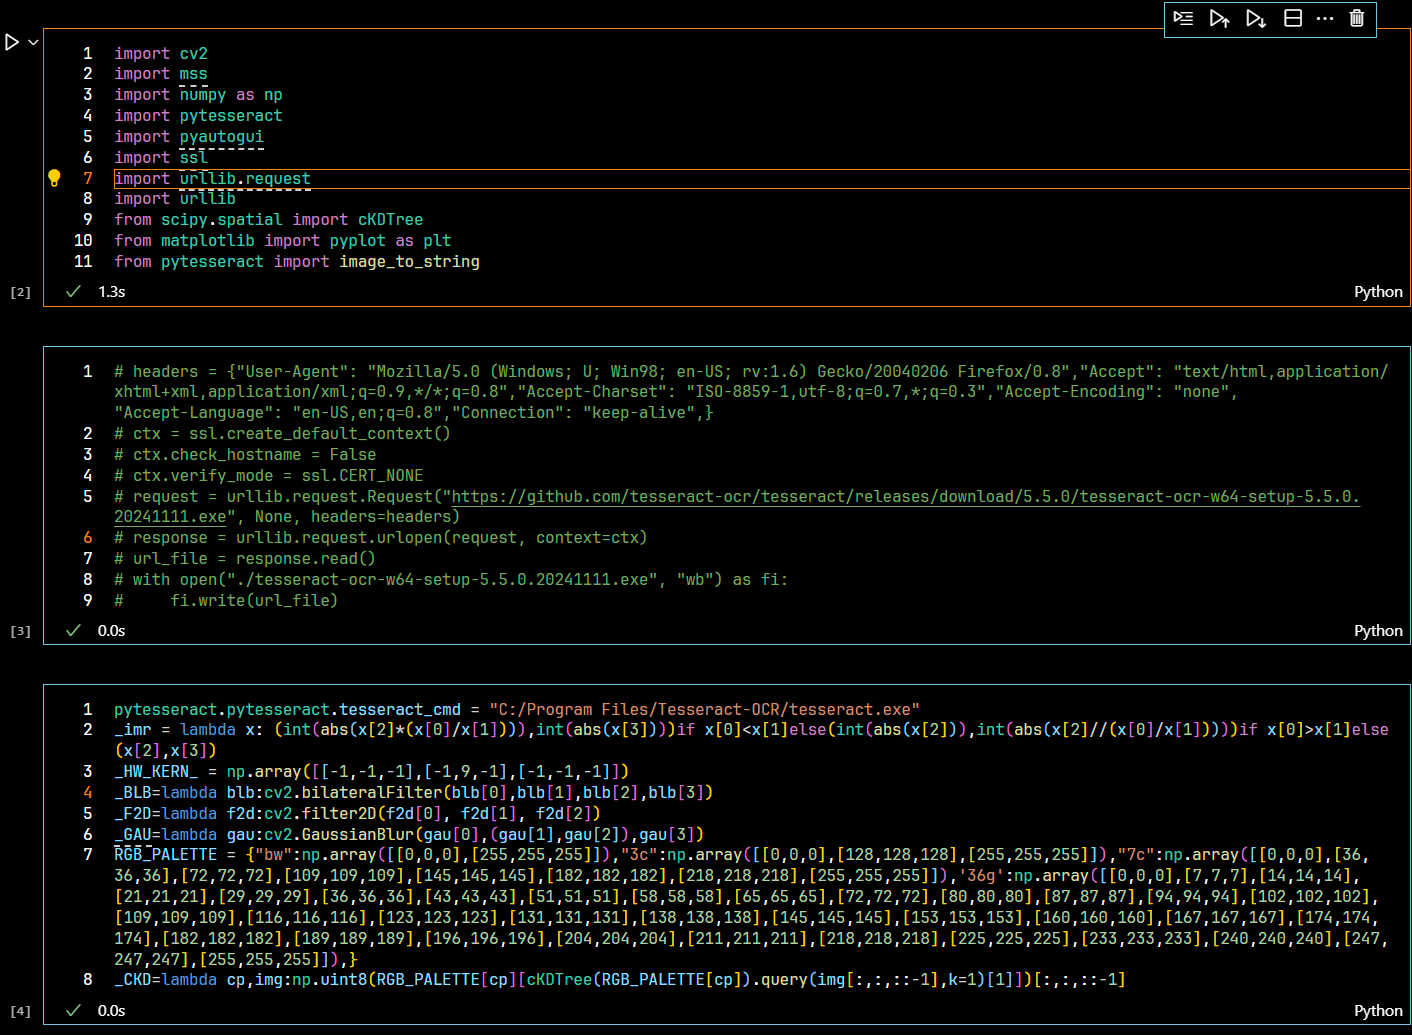 1 import cv2
2 import mss
3 import numpy as np
4 import pytesseract
5 import pyautogui
6 import ssl
7 import urllib.request
8 import urllib
9 from scipy.spatial import cKDTree
10 from matplotlib import pyplot as plt
11 from pytesseract import image_to_string
[2] 1.3s Python
1 # headers = {"User-Agent": "Mozilla/5.0 (Windows; U; Win98; en-US; rv:1.6) Gecko/20040206 Firefox/0.8","Accept": "text/html,application/
xhtml+xml,application/xml;q=0.9,*/*;q=0.8","Accept-Charset": "ISO-8859-1,utf-8;q=0.7,*;q=0.3","Accept-Encoding": "none",
"Accept-Language": "en-US,en;q=0.8","Connection": "keep-alive",}
2 # ctx = ssl.create_default_context()
3 # ctx.check_hostname = False
4 # ctx.verify_mode = ssl.CERT_NONE
5 # request = urllib.request.Request("https://github.com/tesseract-ocr/tesseract/releases/download/5.5.0/tesseract-ocr-w64-setup-5.5.0.
20241111.exe", None, headers=headers)
6 # response = urllib.request.urlopen(request, context=ctx)
7 # url_file = response.read()
8 # with open("./tesseract-ocr-w64-setup-5.5.0.20241111.exe", "wb") as fi:
9 #     fi.write(url_file)
[3] 0.0s Python
1 pytesseract.pytesseract.tesseract_cmd = "C:/Program Files/Tesseract-OCR/tesseract.exe"
2 _imr = lambda x: (int(abs(x[2]*(x[0]/x[1]))),int(abs(x[3])))if x[0]<x[1]else(int(abs(x[2])),int(abs(x[2]//(x[0]/x[1]))))if x[0]>x[1]else
(x[2],x[3])
3 _HW_KERN_ = np.array([[-1,-1,-1],[-1,9,-1],[-1,-1,-1]])
4 _BLB=lambda blb:cv2.bilateralFilter(blb[0],blb[1],blb[2],blb[3])
5 _F2D=lambda f2d:cv2.filter2D(f2d[0], f2d[1], f2d[2])
6 _GAU=lambda gau:cv2.GaussianBlur(gau[0],(gau[1],gau[2]),gau[3])
7 RGB_PALETTE = {"bw":np.array([[0,0,0],[255,255,255]]),"3c":np.array([[0,0,0],[128,128,128],[255,255,255]]),"7c":np.array([[0,0,0],[36,
36,36],[72,72,72],[109,109,109],[145,145,145],[182,182,182],[218,218,218],[255,255,255]]),'36g':np.array([[0,0,0],[7,7,7],[14,14,14],
[21,21,21],[29,29,29],[36,36,36],[43,43,43],[51,51,51],[58,58,58],[65,65,65],[72,72,72],[80,80,80],[87,87,87],[94,94,94],[102,102,102],
[109,109,109],[116,116,116],[123,123,123],[131,131,131],[138,138,138],[145,145,145],[153,153,153],[160,160,160],[167,167,167],[174,174,
174],[182,182,182],[189,189,189],[196,196,196],[204,204,204],[211,211,211],[218,218,218],[225,225,225],[233,233,233],[240,240,240],[247,
247,247],[255,255,255]]),}
8 _CKD=lambda cp,img:np.uint8(RGB_PALETTE[cp][cKDTree(RGB_PALETTE[cp]).query(img[:,:,::-1],k=1)[1]])[:,:,::-1]
[4] 0.0s Python